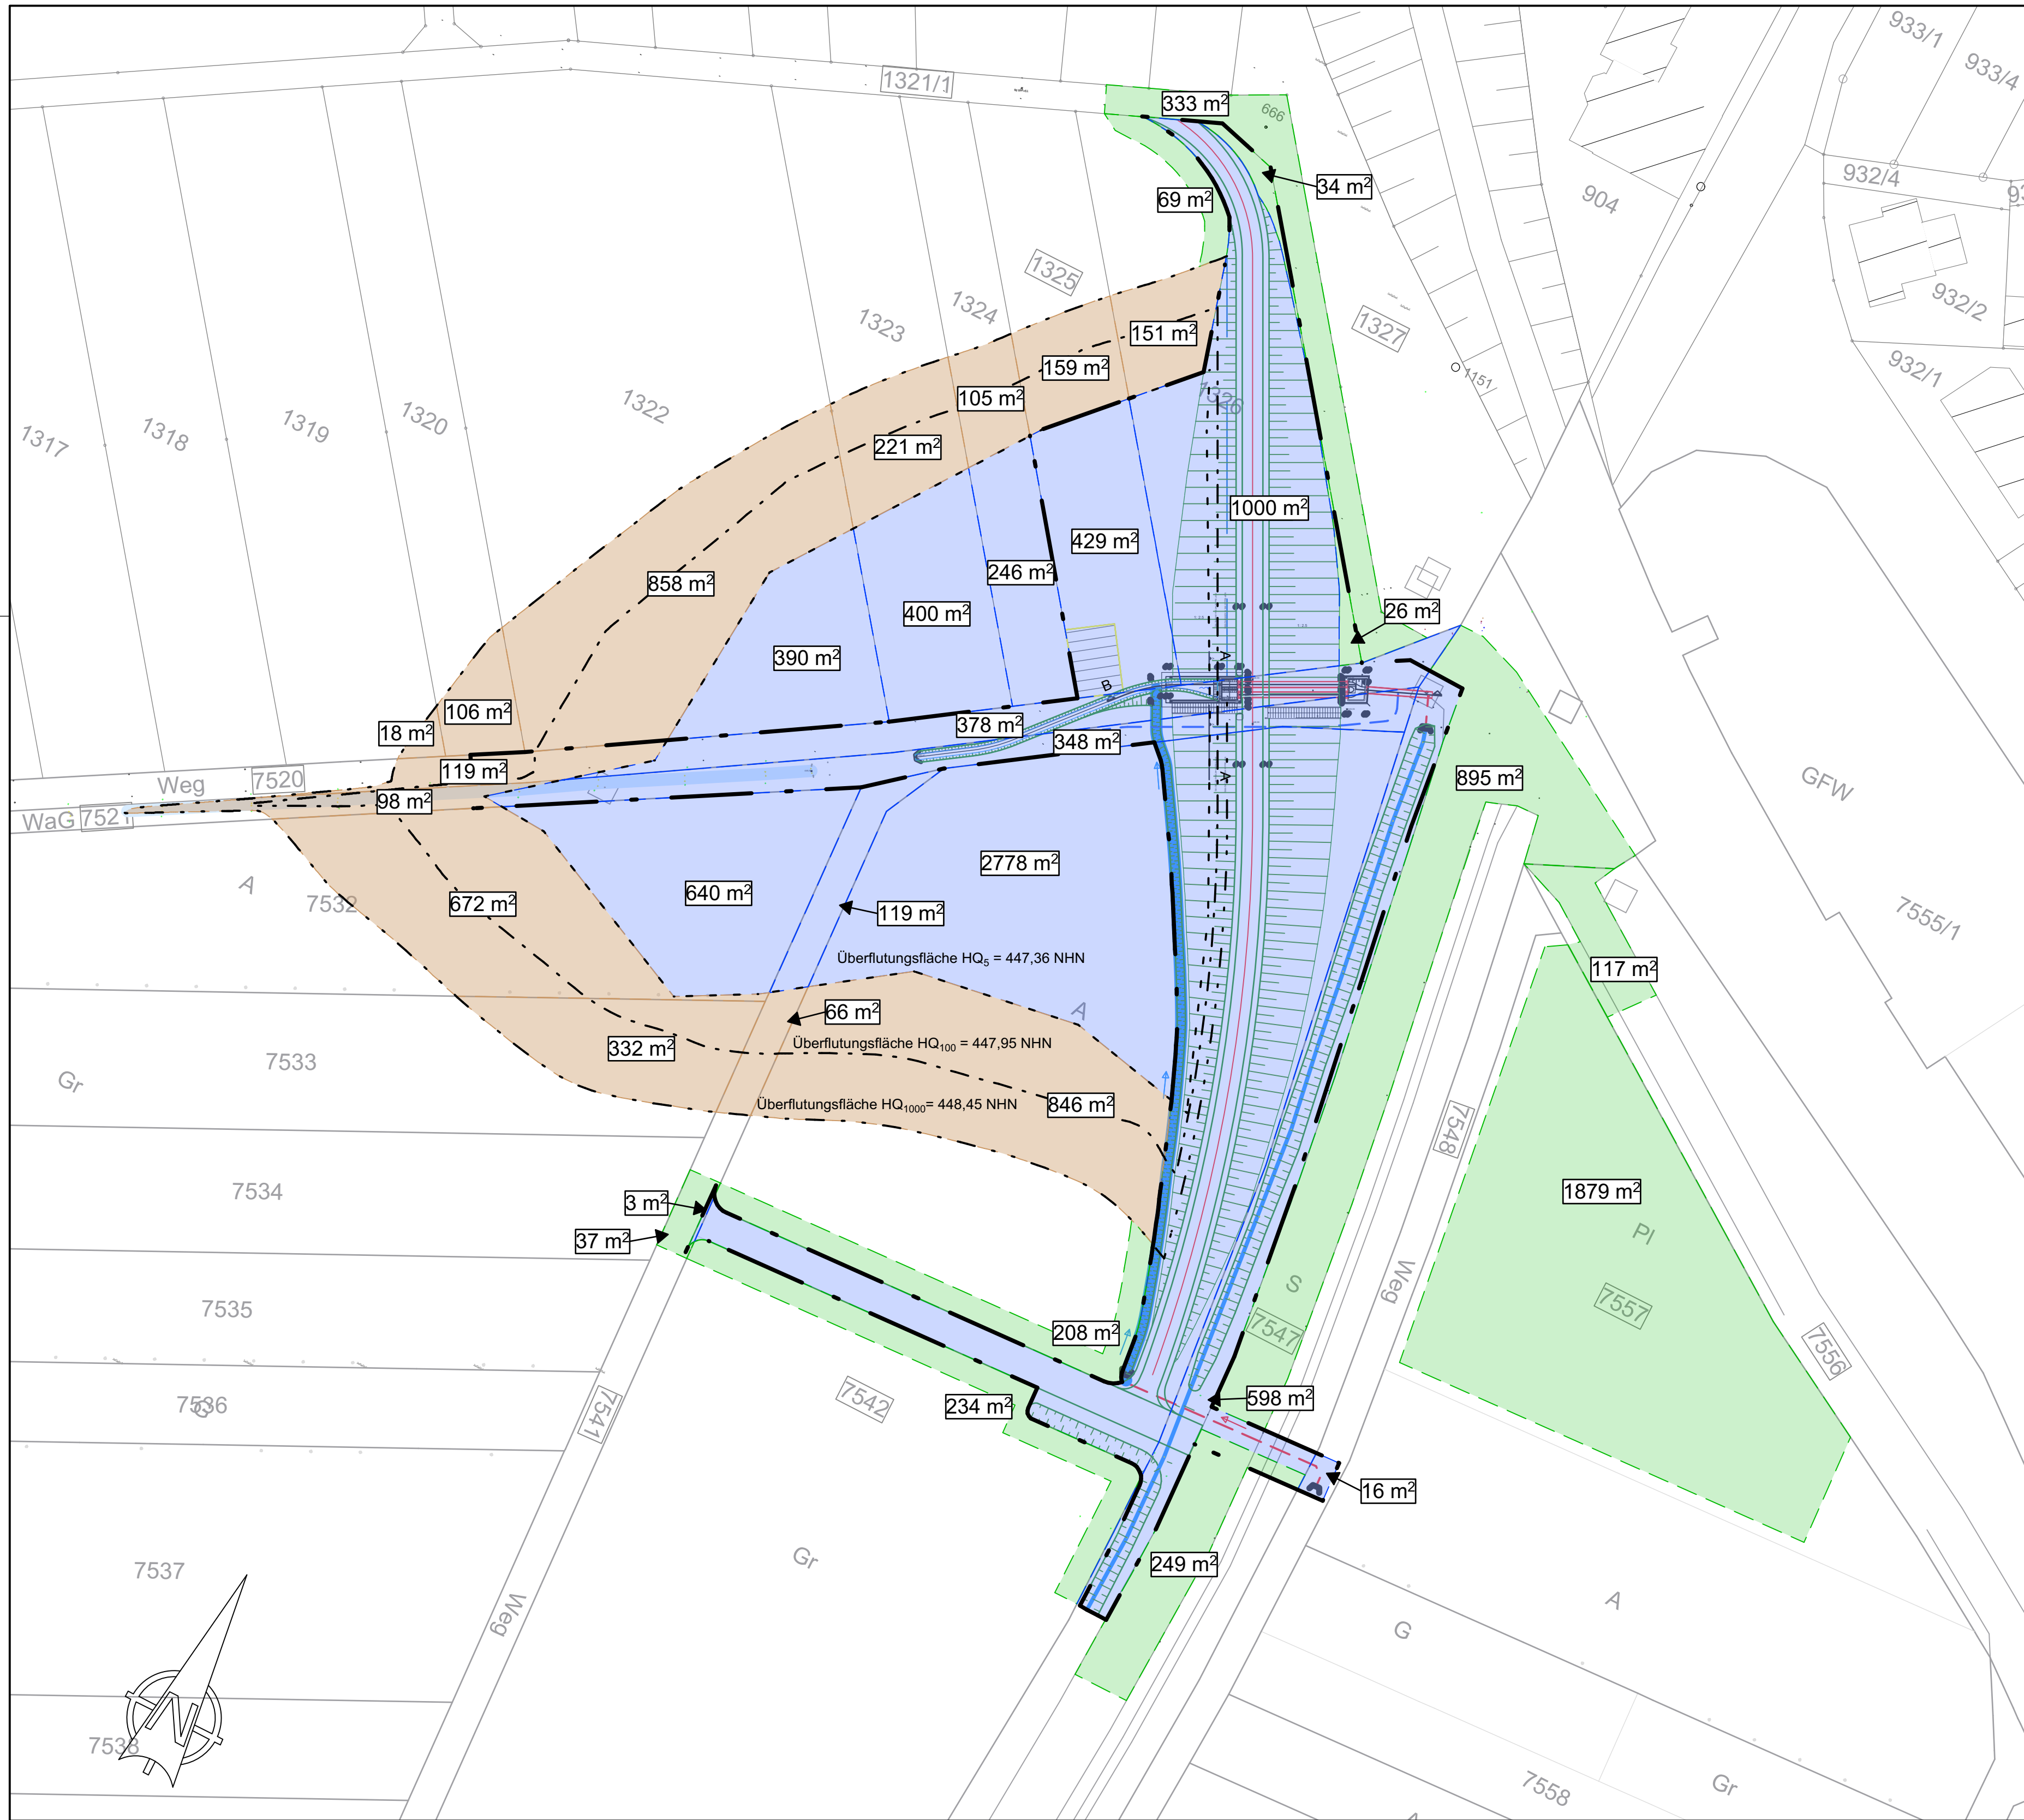 933/1
933/4
1321/1
333 m²
666
932/4
34 m²
904
69 m²
1325
932/2
1324
1323
1327
151 m²
932/1
159 m²
1151
1326
105 m²
1322
1320
1319
1318
1317
221 m²
1000 m²
429 m²
246 m²
858 m²
400 m²
26 m²
390 m²
A
B
106 m²
378 m²
18 m²
348 m²
119 m²
A
895 m²
GFW
Weg
7520
98 m²
WaG
7521
2778 m²
A
640 m²
672 m²
7532
119 m²
7555/1
Überflutungsfläche HQ₅ = 447,36 NHN
117 m²
66 m²
A
Überflutungsfläche HQ₁₀₀ = 447,95 NHN
332 m²
7533
Gr
Überflutungsfläche HQ₁₀₀₀= 448,45 NHN
846 m²
7548
7534
3 m²
1879 m²
37 m²
Pl
Weg
S
7535
7557
208 m²
7547
7556
7536
G
7541
7542
234 m²
598 m²
16 m²
Gr
249 m²
7537
Weg
A
G
N
7538
7558
Gr
A